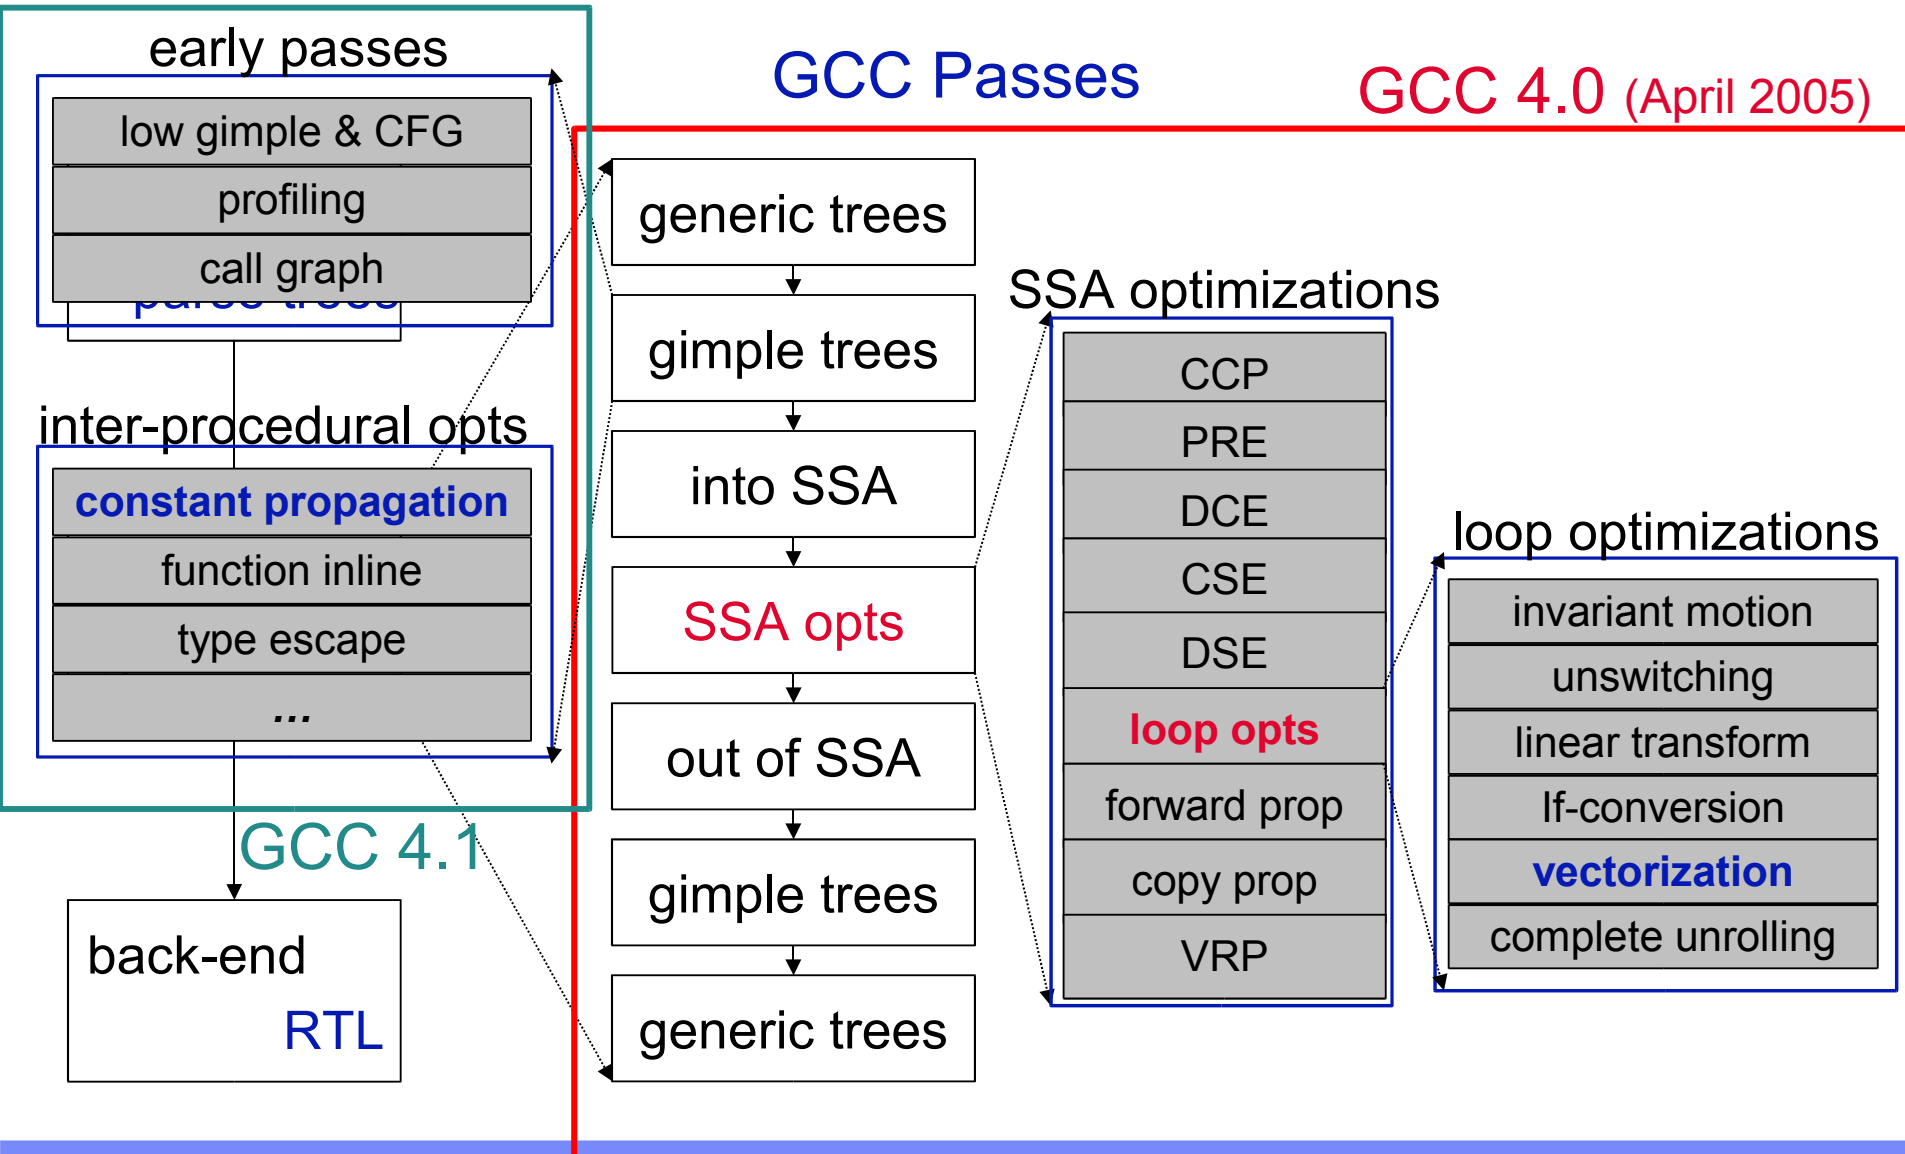 GCC Passes
GCC 4.0 (April 2005)
early passes
low gimple & CFG
profiling
call graph
parse trees
inter-procedural opts
constant propagation
function inline
type escape
...
GCC 4.1
back-end
RTL
generic trees
gimple trees
into SSA
SSA opts
out of SSA
gimple trees
generic trees
SSA optimizations
CCP
PRE
DCE
CSE
DSE
loop opts
forward prop
copy prop
VRP
loop optimizations
invariant motion
unswitching
linear transform
If-conversion
vectorization
complete unrolling